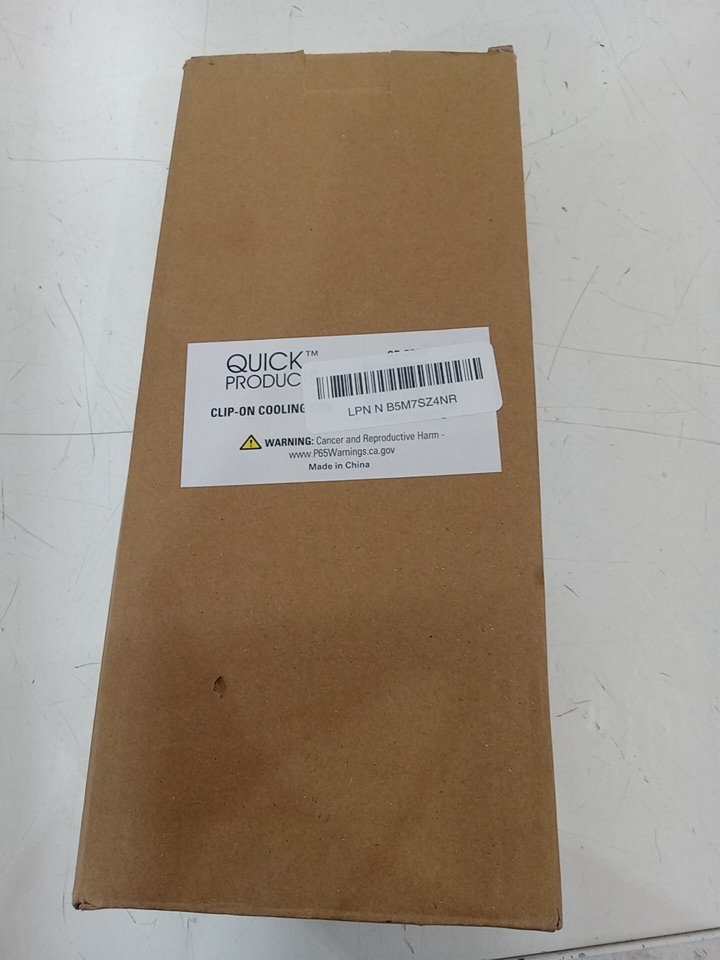 QUICK™
PRODUC
CLIP-ON COOLING
LPN N B5M7SZ4NR
WARNING: Cancer and Reproductive Harm -
www.P65Warnings.ca.gov
Made in China